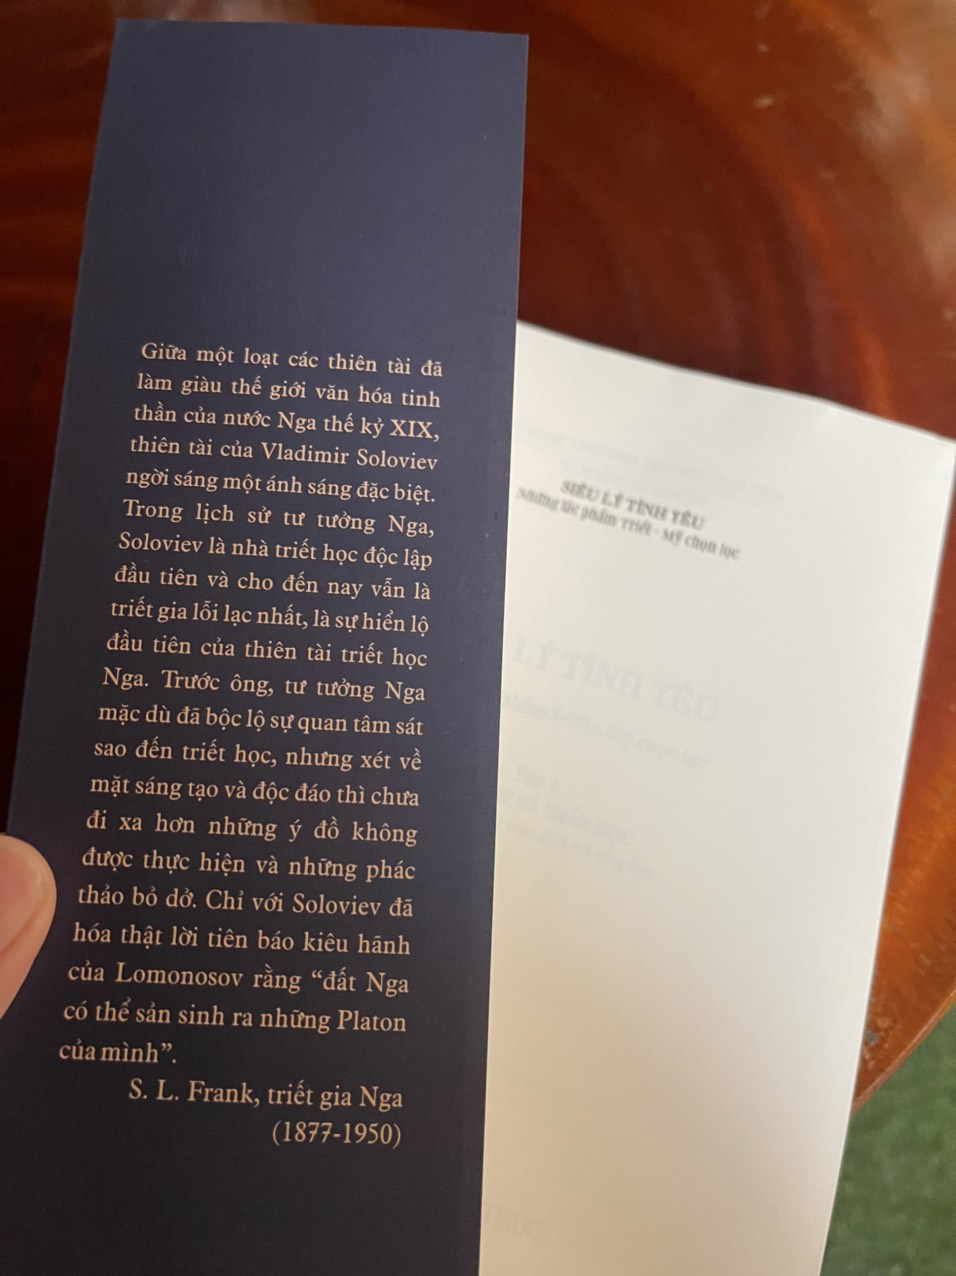 Giữa một loạt các thiên tài đã
làm giàu thế giới văn hóa tinh
thần của nước Nga thế kỷ XIX,
thiên tài của Vladimir Soloviev
ngời sáng một ánh sáng đặc biệt.
Trong lịch sử tư tưởng Nga,
Soloviev là nhà triết học độc lập
đầu tiên và cho đến nay vẫn là
triết gia lỗi lạc nhất, là sự hiển lộ
đầu tiên của thiên tài triết học
Nga. Trước ông, tư tưởng Nga
mặc dù đã bộc lộ sự quan tâm sát
sao đến triết học, nhưng xét về
mặt sáng tạo và độc đáo thì chưa
đi xa hơn những ý đồ không
được thực hiện và những phác
thảo bỏ dở. Chỉ với Soloviev đã
hóa thật lời tiên báo kiêu hãnh
của Lomonosov rằng “đất Nga
có thể sản sinh ra những Platon
của mình”.
S. L. Frank, triết gia Nga
(1877-1950)
SIÊU LÝ TÌNH YÊU
Những tác phẩm Triết - Mỹ chọn lọc
LÝ TÌNH YÊU